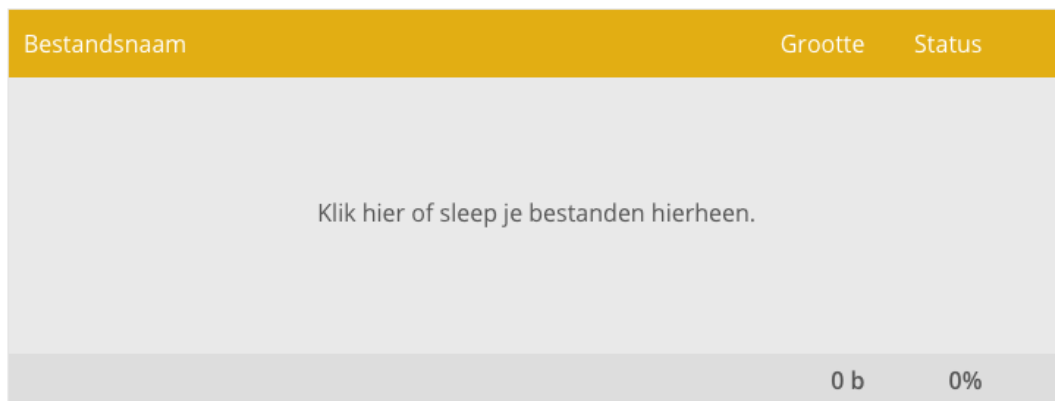 Bestandsnaam Grootte Status
Klik hier of sleep je bestanden hierheen.
0 b 0%